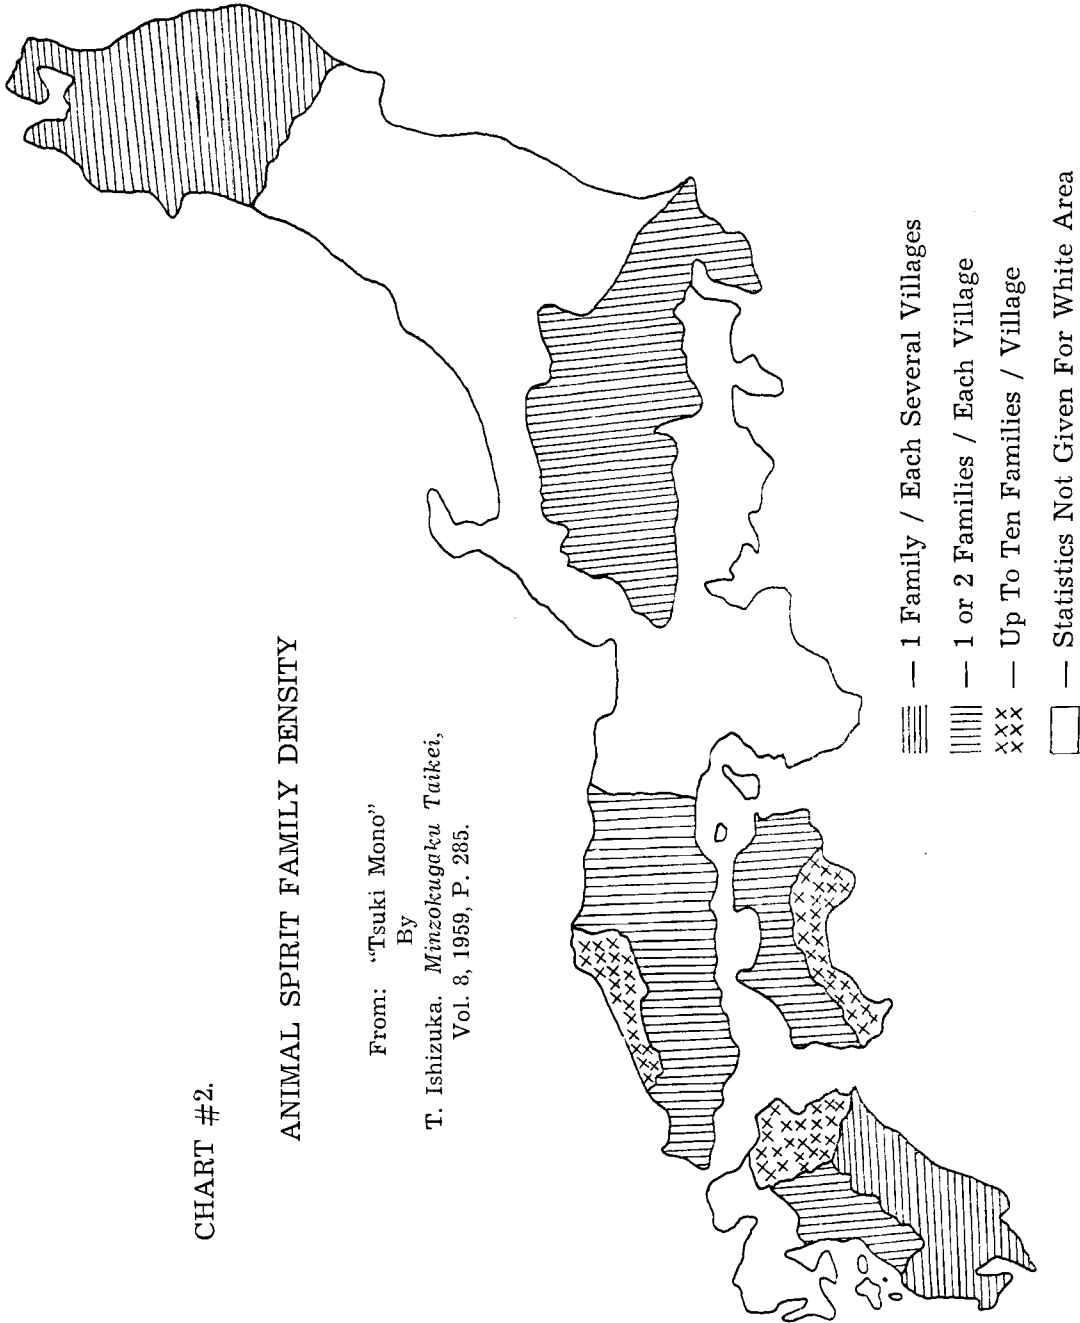 CHART #2.
ANIMAL SPIRIT FAMILY DENSITY
From: “Tsuki Mono”
By
T. Ishizuka. Minzokugaku Taikei,
Vol. 8, 1959, P. 285.
— 1 Family / Each Several Villages
— 1 or 2 Families / Each Village
— Up To Ten Families / Village
— Statistics Not Given For White Area